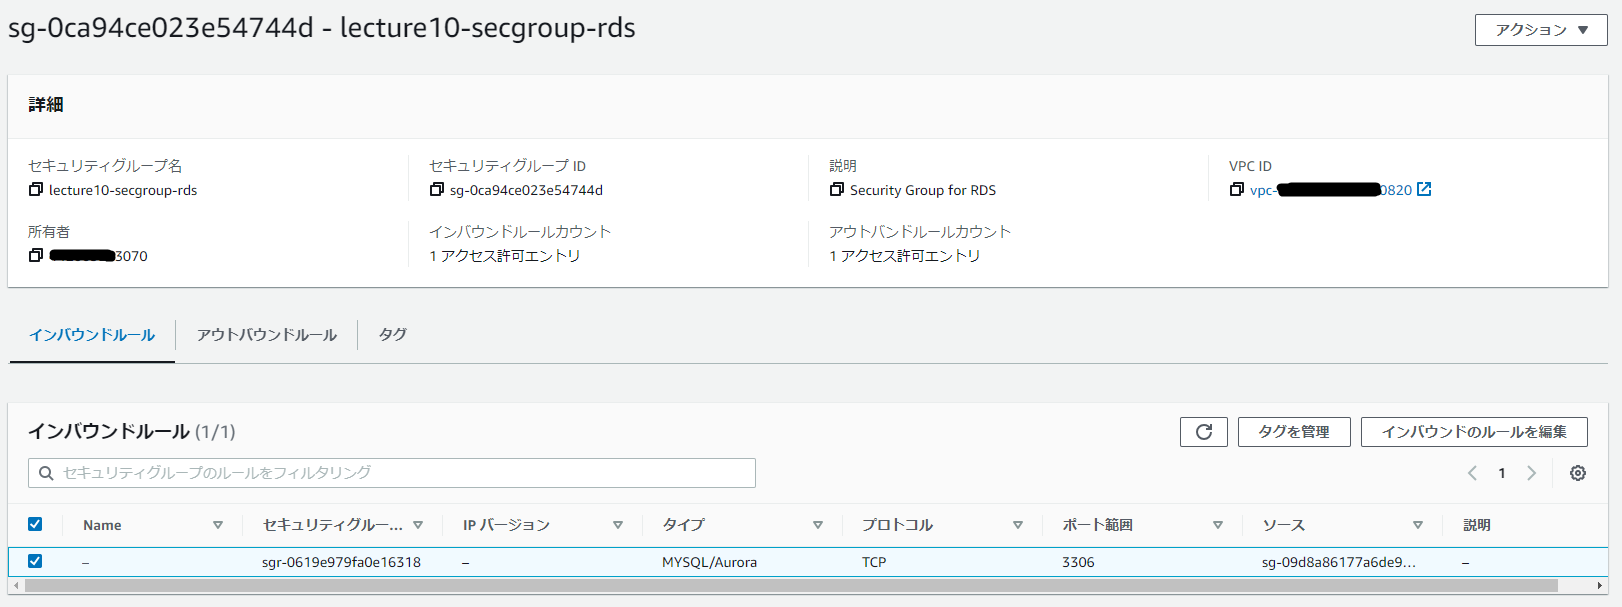 sg-0ca94ce023e54744d - lecture10-secgroup-rds
アクション ▼
詳細
セキュリティグループ名
lecture10-secgroup-rds
セキュリティグループ ID
sg-0ca94ce023e54744d
説明
Security Group for RDS
VPC ID
vpc- 0820
所有者
3070
インバウンドルールカウント
1 アクセス許可エントリ
アウトバンドルールカウント
1 アクセス許可エントリ
インバウンドルール アウトバウンドルール タグ
インバウンドルール (1/1)
タグを管理
インバウンドのルールを編集
セキュリティグループのルールをフィルタリング
1
Name セキュリティグルー... IP バージョン タイプ プロトコル ポート範囲 ソース 説明
– sgr-0619e979fa0e16318 – MYSQL/Aurora TCP 3306 sg-09d8a86177a6de9... –